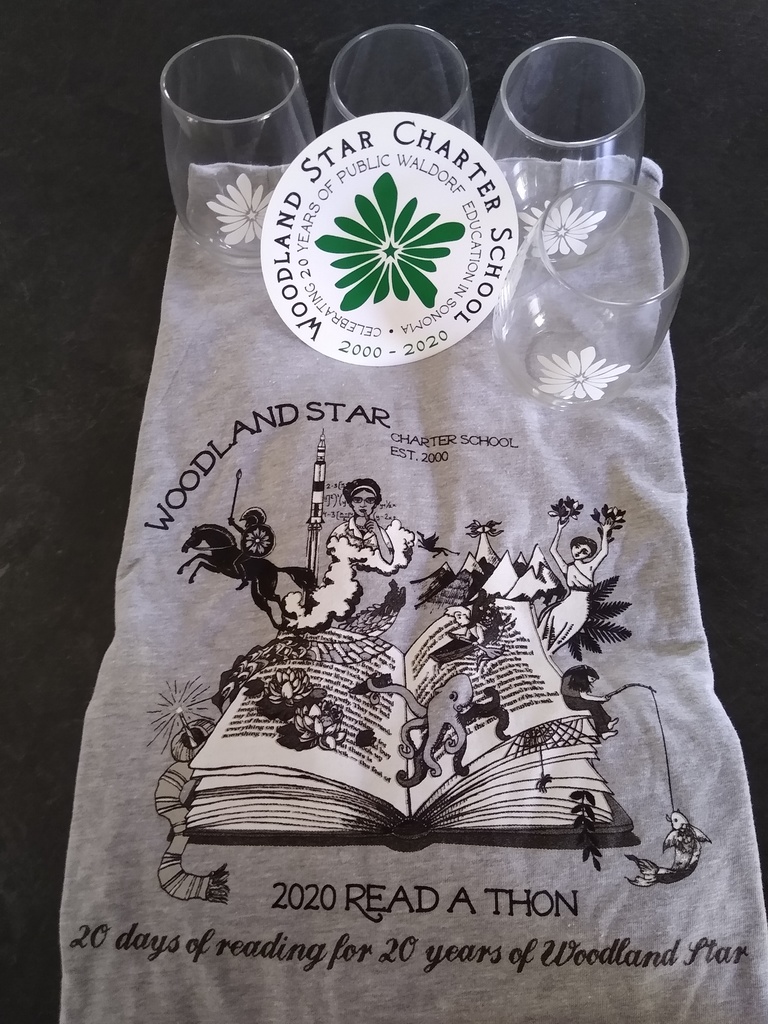 WOODLAND STAR CHARTER SCHOOL
CELEBRATING 20 YEARS OF PUBLIC WALDORF EDUCATION IN SONOMA
2000 - 2020
WOODLAND STAR
CHARTER SCHOOL
EST. 2000
2020 READ A THON
20 days of reading for 20 years of Woodland Star